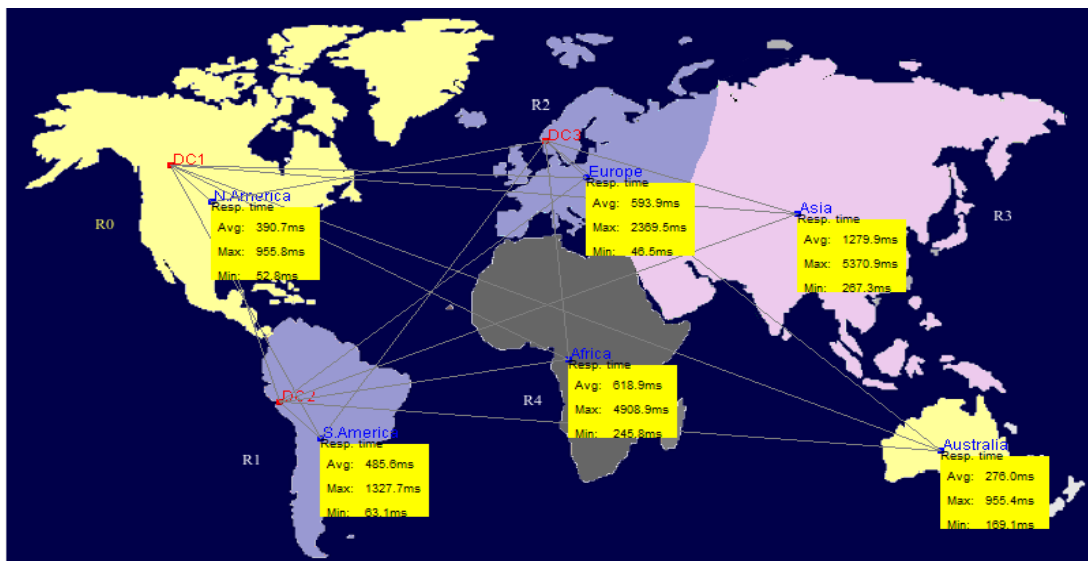 R2
DC3
DC1
Europe
Resp. time
Avg: 593.9ms
Max: 2369.5ms
Min: 46.5ms
N.America
Resp. time
Avg: 390.7ms
Max: 955.8ms
Min: 52.8ms
R0
Asia
Resp. time
Avg: 1279.9ms
Max: 5370.9ms
Min: 267.3ms
R3
Africa
Resp. time
Avg: 618.9ms
Max: 4908.9ms
Min: 245.8ms
DC2
R4
S.America
Resp. time
Avg: 485.6ms
Max: 1327.7ms
Min: 63.1ms
R1
Australia
Resp. time
Avg: 276.0ms
Max: 955.4ms
Min: 169.1ms